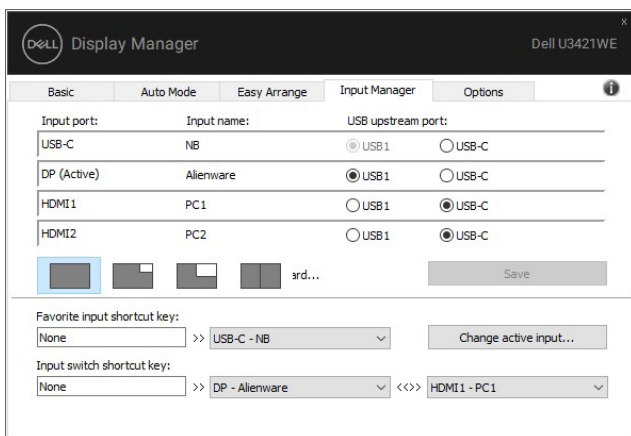 x
DELL Display Manager Dell U3421WE
Basic Auto Mode Easy Arrange Input Manager Options i
Input port: Input name: USB upstream port:
USB-C NB USB1 USB-C
DP (Active) Alienware USB1 USB-C
HDMI1 PC1 USB1 USB-C
HDMI2 PC2 USB1 USB-C
ard... Save
Favorite input shortcut key:
None >> USB-C - NB Change active input...
Input switch shortcut key:
None >> DP - Alienware <<>> HDMI1 - PC1